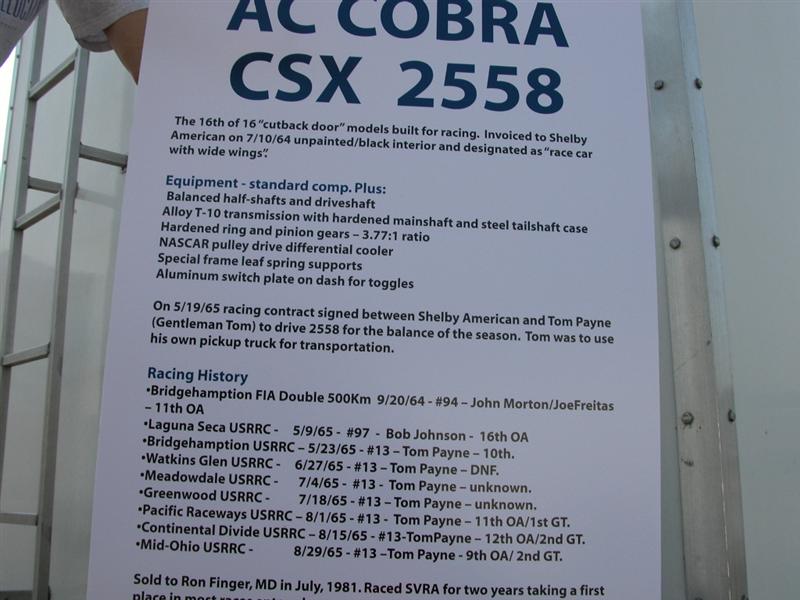 AC COBRA
CSX 2558
The 16th of 16 "cutback door" models built for racing. Invoiced to Shelby
American on 7/10/64 unpainted/black interior and designated as "race car
with wide wings".
Equipment - standard comp. Plus:
Balanced half-shafts and driveshaft
Alloy T-10 transmission with hardened mainshaft and steel tailshaft case
Hardened ring and pinion gears – 3.77:1 ratio
NASCAR pulley drive differential cooler
Special frame leaf spring supports
Aluminum switch plate on dash for toggles
On 5/19/65 racing contract signed between Shelby American and Tom Payne
(Gentleman Tom) to drive 2558 for the balance of the season. Tom was to use
his own pickup truck for transportation.
Racing History
•Bridgehamption FIA Double 500Km 9/20/64 - #94 – John Morton/JoeFreitas
– 11th OA
•Laguna Seca USRRC - 5/9/65 - #97 - Bob Johnson - 16th OA
•Bridgehamption USRRC – 5/23/65 - #13 – Tom Payne – 10th.
•Watkins Glen USRRC - 6/27/65 - #13 – Tom Payne – DNF.
•Meadowdale USRRC - 7/4/65 - #13 - Tom Payne – unknown.
•Greenwood USRRC - 7/18/65 - #13 – Tom Payne – unknown.
•Pacific Raceways USRRC – 8/1/65 - #13 - Tom Payne – 11th OA/1st GT.
•Continental Divide USRRC – 8/15/65 - #13-TomPayne - 12th OA/2nd GT.
•Mid-Ohio USRRC - 8/29/65 - #13 –Tom Payne - 9th OA/ 2nd GT.
Sold to Ron Finger, MD in July, 1981. Raced SVRA for two years taking a first
place in most races